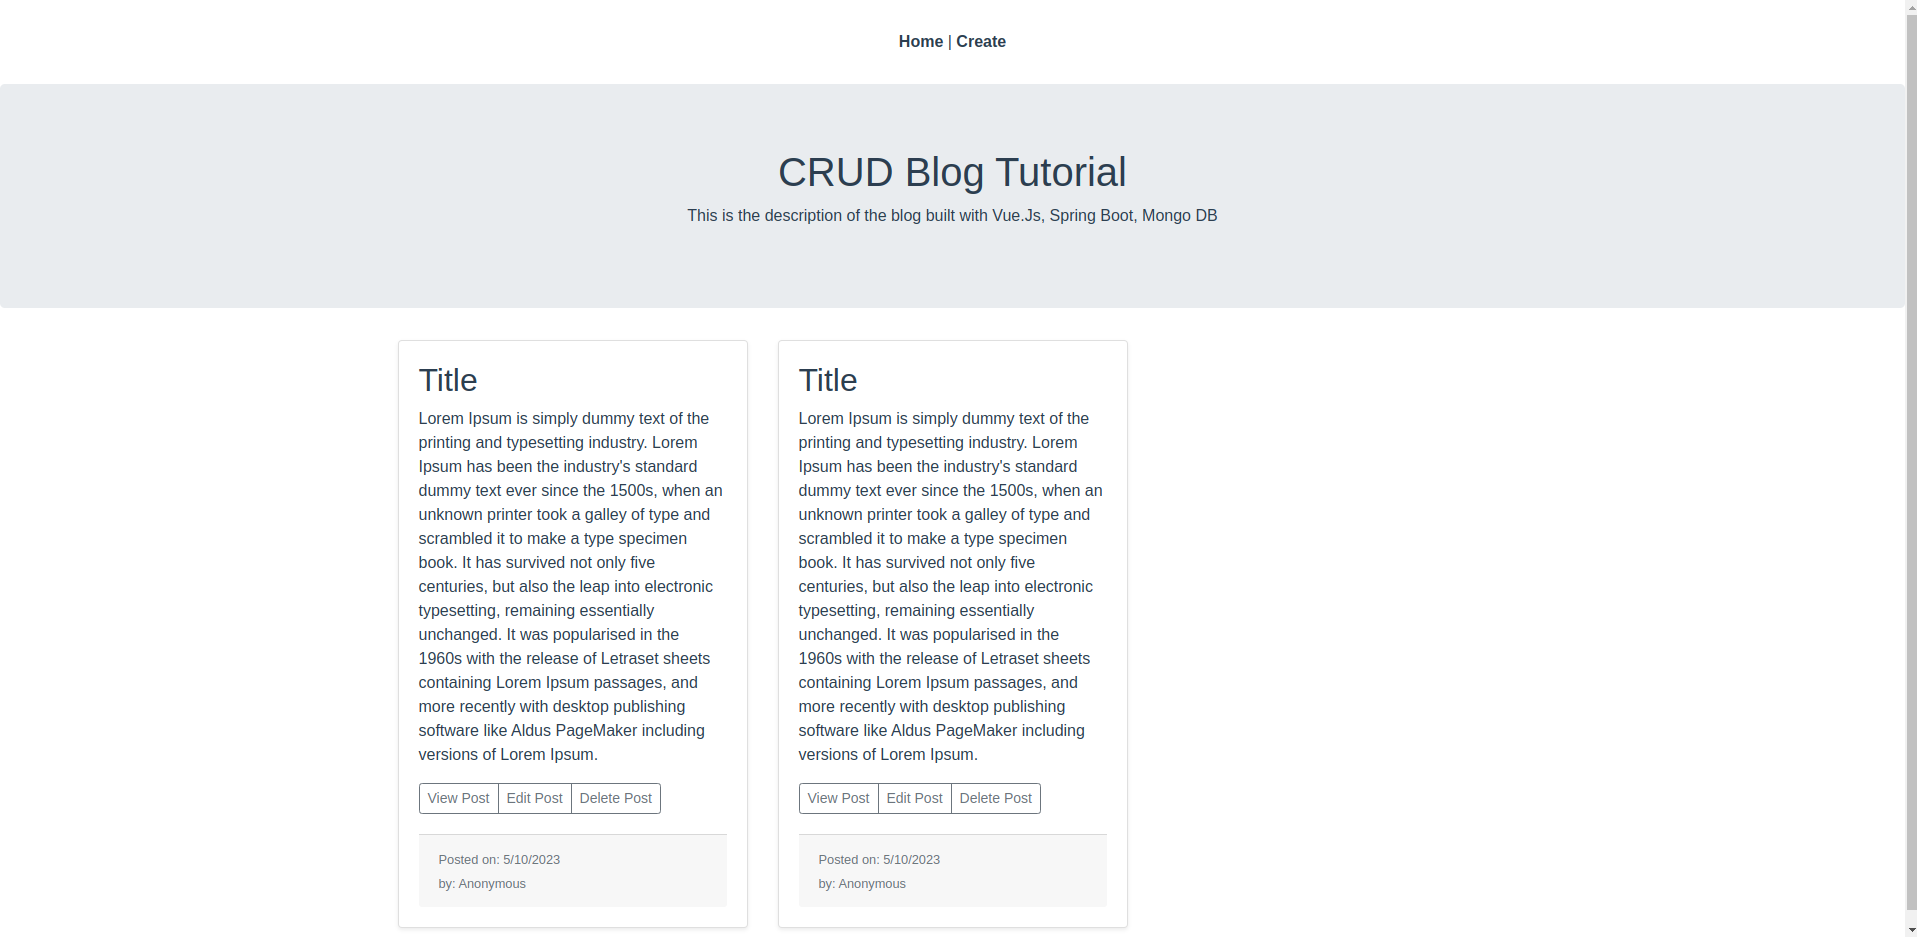 Home | Create
CRUD Blog Tutorial
This is the description of the blog built with Vue.Js, Spring Boot, Mongo DB
Title
Lorem Ipsum is simply dummy text of the
printing and typesetting industry. Lorem
Ipsum has been the industry's standard
dummy text ever since the 1500s, when an
unknown printer took a galley of type and
scrambled it to make a type specimen
book. It has survived not only five
centuries, but also the leap into electronic
typesetting, remaining essentially
unchanged. It was popularised in the
1960s with the release of Letraset sheets
containing Lorem Ipsum passages, and
more recently with desktop publishing
software like Aldus PageMaker including
versions of Lorem Ipsum.
View Post Edit Post Delete Post
Posted on: 5/10/2023
by: Anonymous
Title
Lorem Ipsum is simply dummy text of the
printing and typesetting industry. Lorem
Ipsum has been the industry's standard
dummy text ever since the 1500s, when an
unknown printer took a galley of type and
scrambled it to make a type specimen
book. It has survived not only five
centuries, but also the leap into electronic
typesetting, remaining essentially
unchanged. It was popularised in the
1960s with the release of Letraset sheets
containing Lorem Ipsum passages, and
more recently with desktop publishing
software like Aldus PageMaker including
versions of Lorem Ipsum.
View Post Edit Post Delete Post
Posted on: 5/10/2023
by: Anonymous